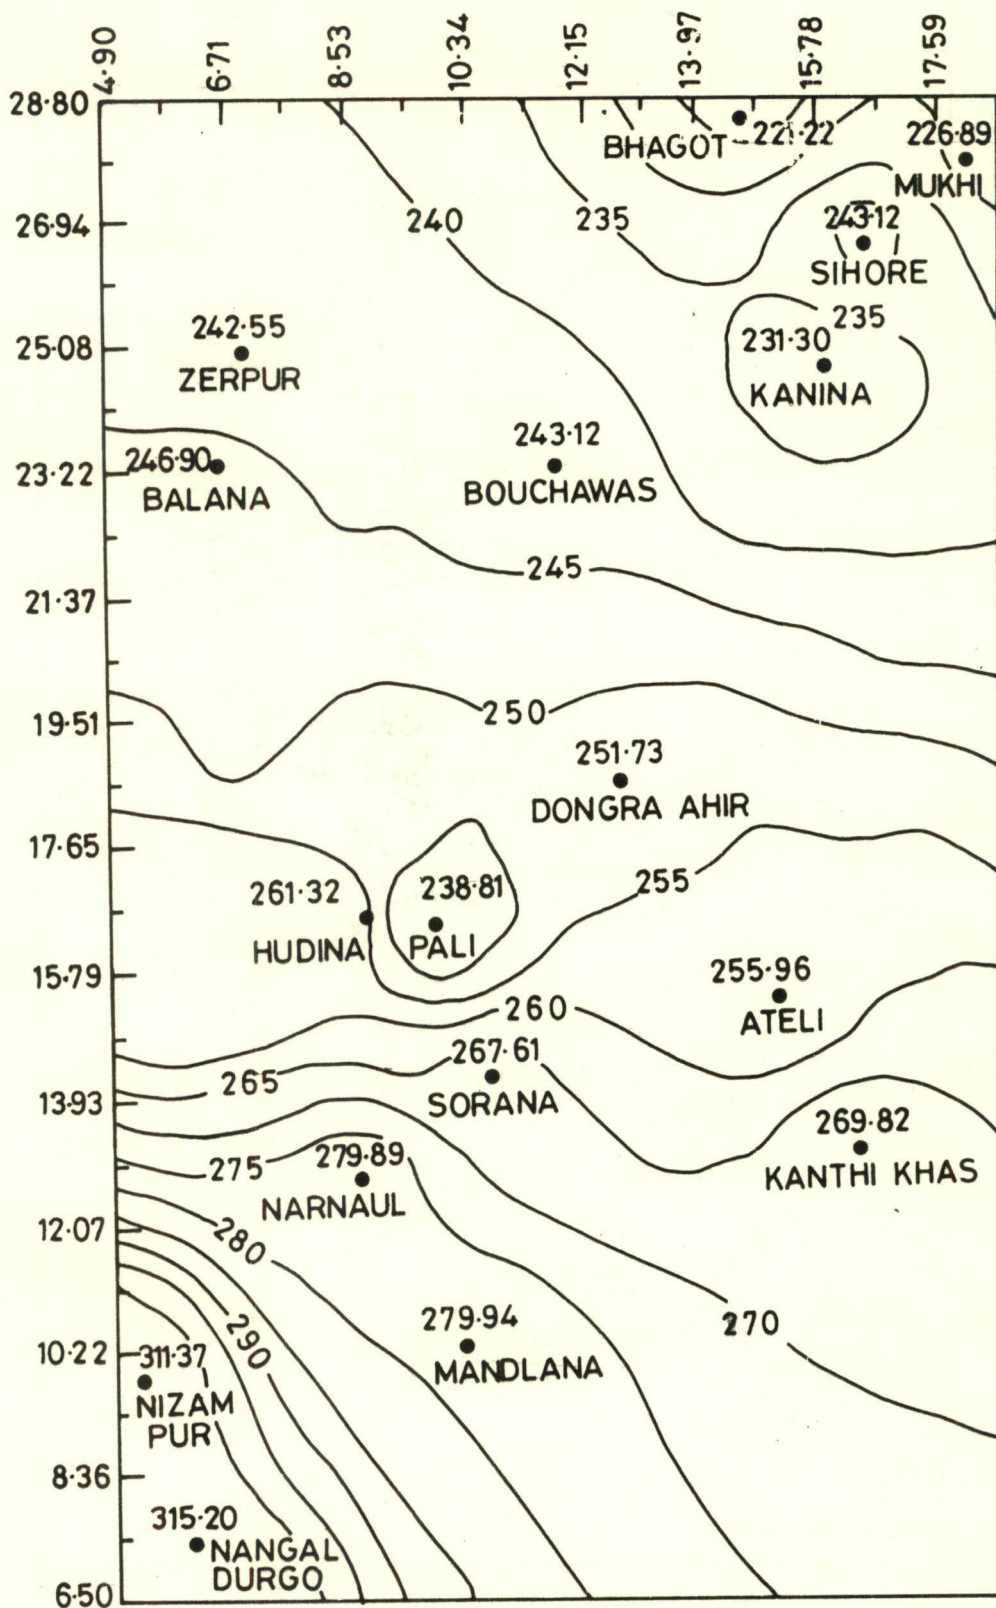 4.90 6.71 8.53 10.34 12.15 13.97 15.78 17.59
28.80
BHAGOT 221.22 226.89
MUKHI
26.94 240 235 243.12
SIHORE
242.55 235
25.08 231.30
ZERPUR KANINA
243.12
246.90
23.22 BALANA BOUCHAWAS
245
21.37
250
19.51
251.73
DONGRA AHIR
17.65
261.32 238.81 255
HUDINA PALI
15.79 255.96
260 ATELI
265 267.61
13.93 SORANA
269.82
275 279.89 KANTHI KHAS
NARNAUL
12.07 280
279.94 270
290
10.22 311.37 MANDLANA
NIZAM
PUR
8.36
315.20
NANGAL
DURGO
6.50